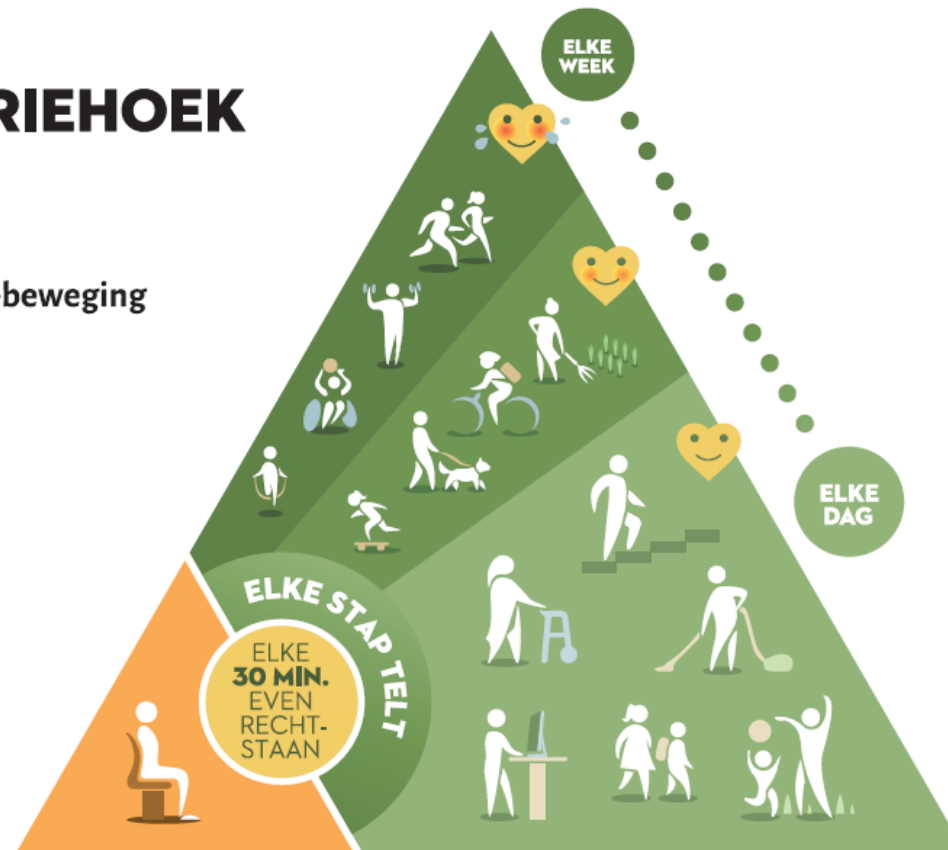 RIEHOEK
beweging
ELKE
WEEK
ELKE
DAG
ELKE STAP TELT
ELKE
30 MIN.
EVEN
RECHT-
STAAN